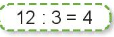 12 : 3 = 4